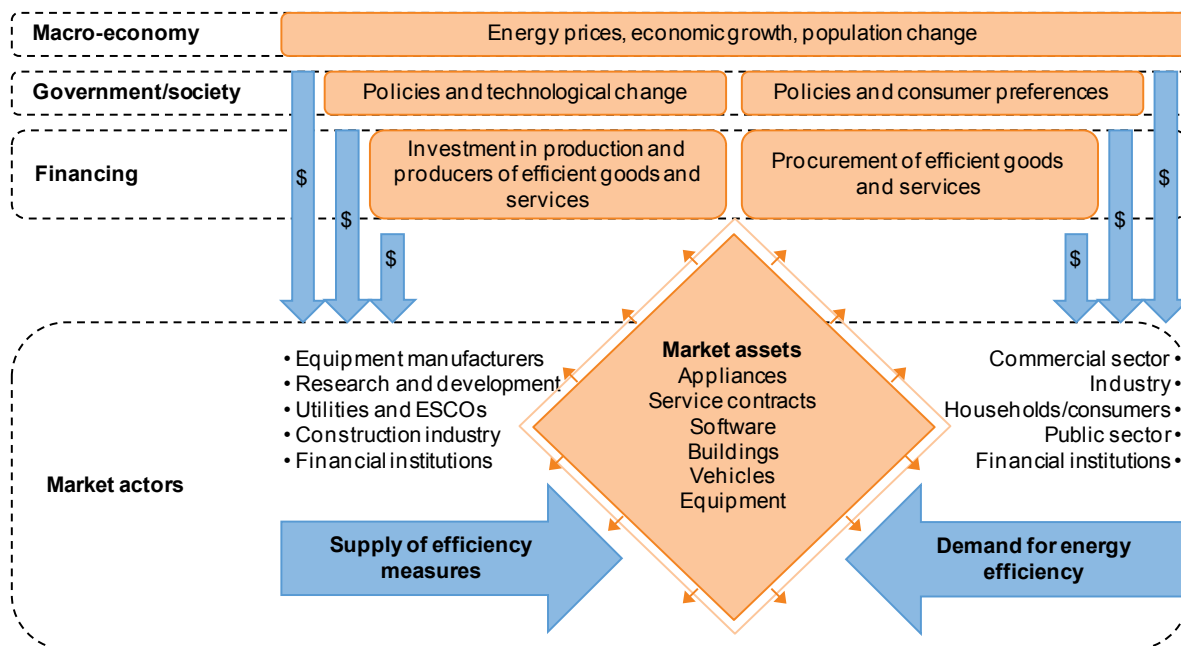 Macro-economy
Energy prices, economic growth, population change
Government/society
Policies and technological change
Policies and consumer preferences
Financing
Investment in production and
producers of efficient goods and
services
Procurement of efficient goods
and services
$
$
$
$
$
$
Market actors
• Equipment manufacturers
• Research and development
• Utilities and ESCOs
• Construction industry
• Financial institutions
Market assets
Appliances
Service contracts
Software
Buildings
Vehicles
Equipment
Commercial sector •
Industry •
Households/consumers •
Public sector •
Financial institutions •
Supply of efficiency
measures
Demand for energy
efficiency